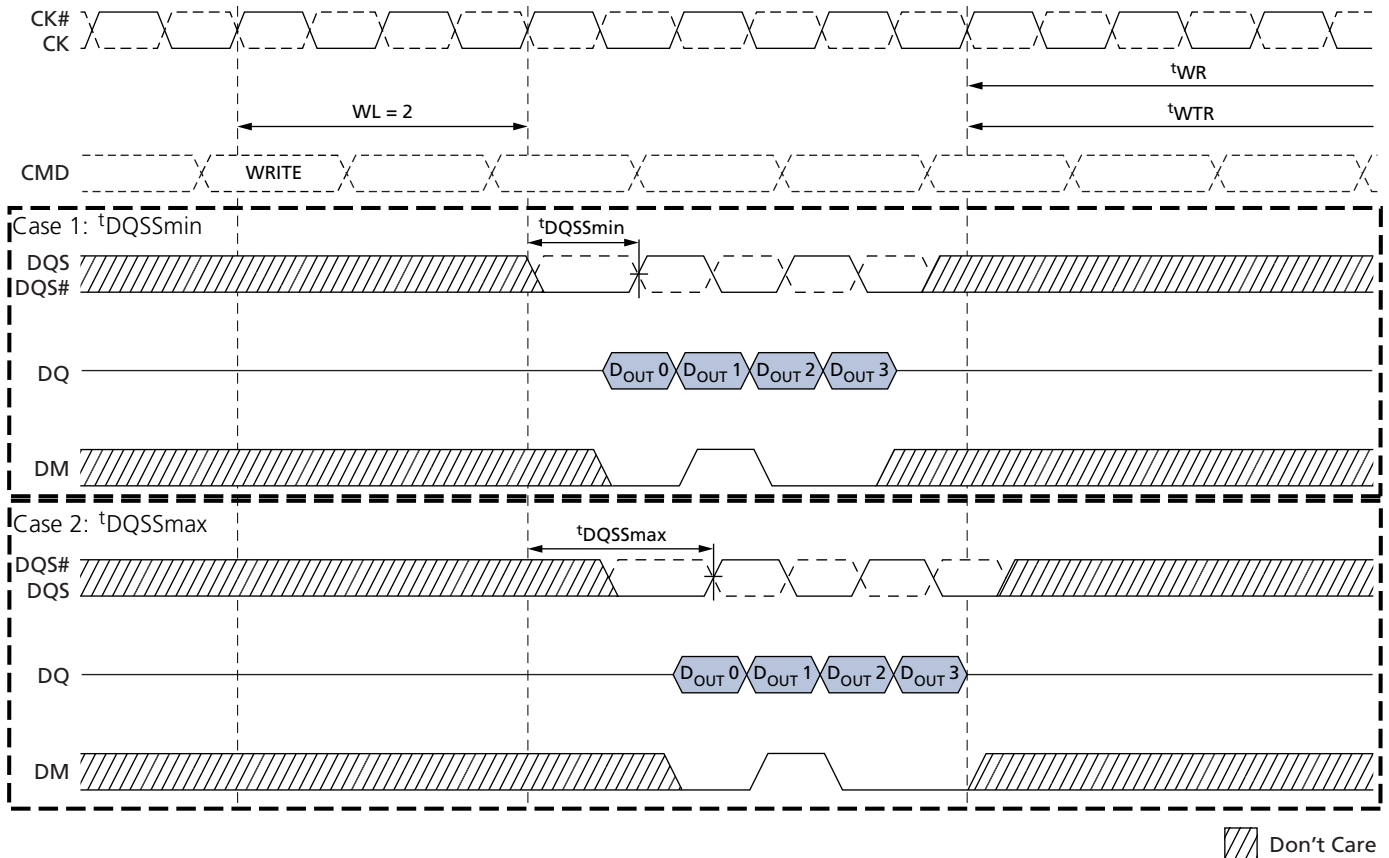 CK#
CK
tWR
WL = 2
tWTR
CMD
WRITE
Case 1: tDQSSmin
tDQSSmin
DQS
DQS#
DQ
DOUT 0 DOUT 1 DOUT 2 DOUT 3
DM
Case 2: tDQSSmax
tDQSSmax
DQS#
DQS
DQ
DOUT 0 DOUT 1 DOUT 2 DOUT 3
DM
Don't Care